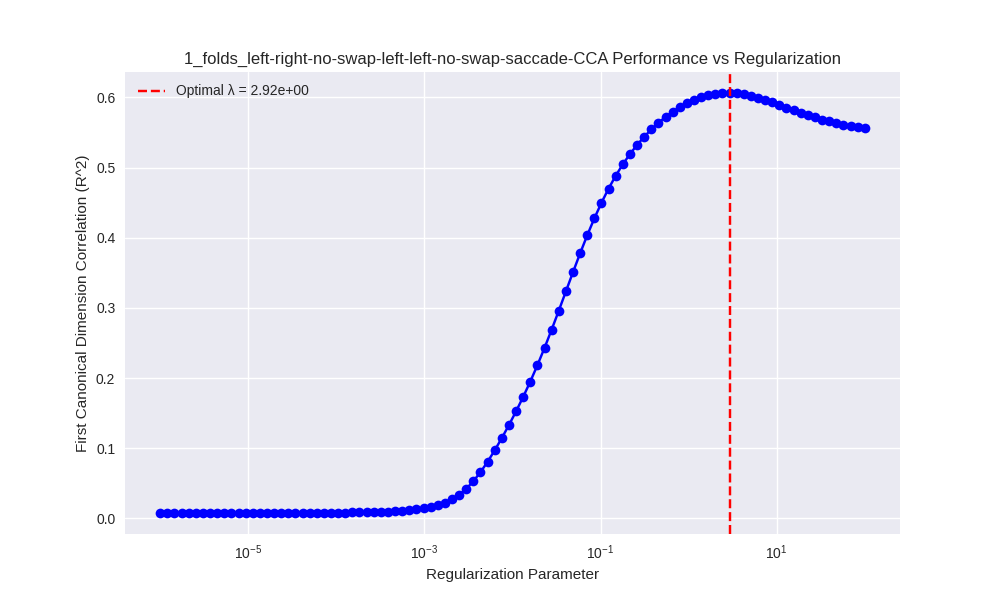 1_folds_left-right-no-swap-left-left-no-swap-saccade-CCA Performance vs Regularization
Optimal λ = 2.92e+00
First Canonical Dimension Correlation (R^2)
0.6
0.5
0.4
0.3
0.2
0.1
0.0
10⁻⁵ 10⁻³ 10⁻¹ 10¹
Regularization Parameter